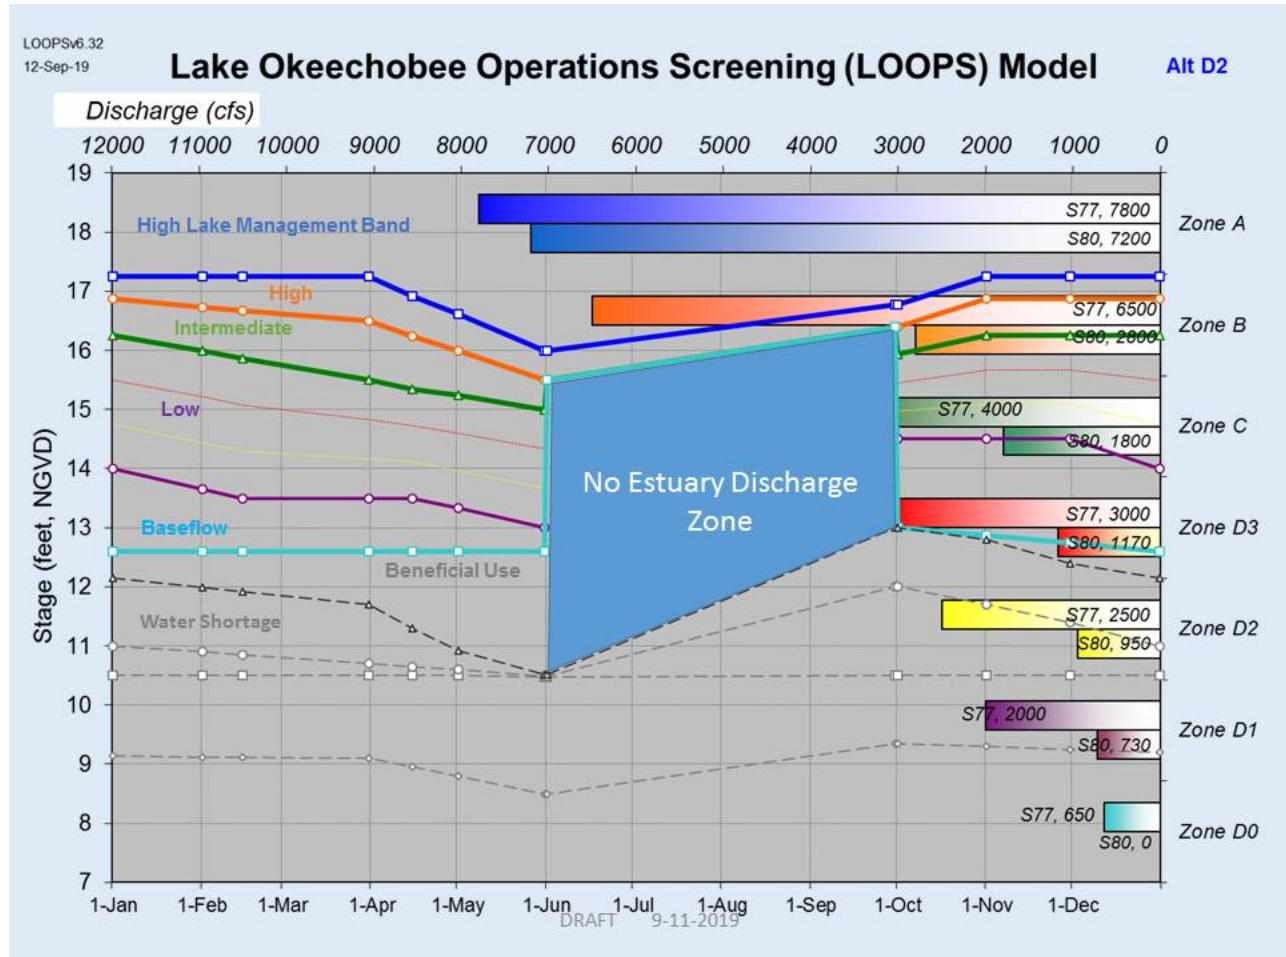 LOOPSv6.32
12-Sep-19
Lake Okeechobee Operations Screening (LOOPS) Model
Alt D2
Discharge (cfs)
12000 11000 10000 9000 8000 7000 6000 5000 4000 3000 2000 1000 0
Stage (feet, NGVD)
19
18
17
16
15
14
13
12
11
10
9
8
7
High Lake Management Band
High
Intermediate
Low
Baseflow
Beneficial Use
Water Shortage
No Estuary Discharge
Zone
S77, 7800
S80, 7200
Zone A
S77, 6500
S80, 2800
Zone B
S77, 4000
S80, 1800
Zone C
S77, 3000
S80, 1170
Zone D3
S77, 2500
S80, 950
Zone D2
S77, 2000
S80, 730
Zone D1
S77, 650
S80, 0
Zone D0
1-Jan 1-Feb 1-Mar 1-Apr 1-May 1-Jun 1-Jul 1-Aug 1-Sep 1-Oct 1-Nov 1-Dec
DRAFT 9-11-2019